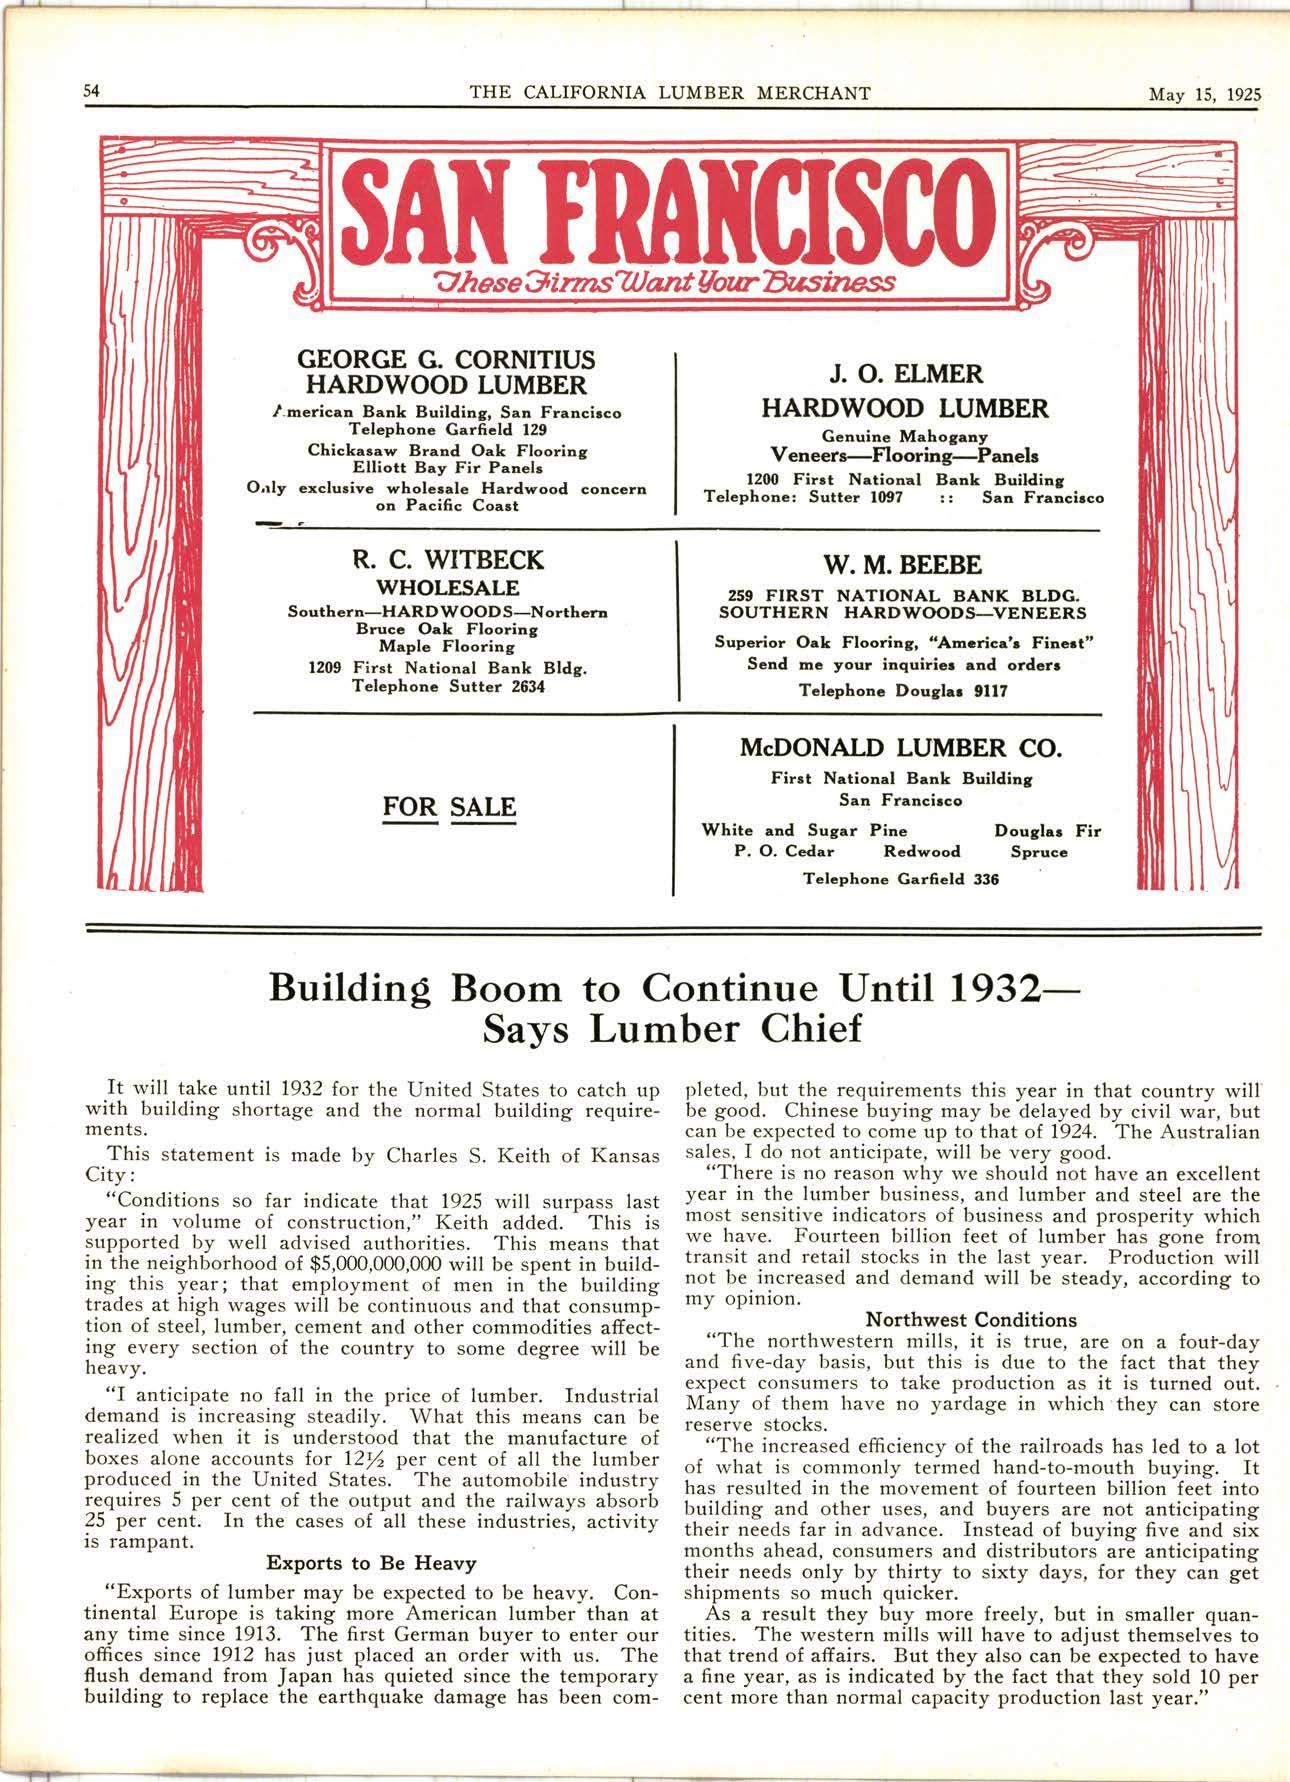 54
THE CALIFORNIA LUMBER MERCHANT
May 15, 1925
SAN FRANCISCO
These Firms Want Your Business
GEORGE G. CORNITIUS
HARDWOOD LUMBER
American Bank Building, San Francisco
Telephone Garfield 129
Chickasaw Brand Oak Flooring
Elliott Bay Fir Panels
Only exclusive wholesale Hardwood concern
on Pacific Coast
J. O. ELMER
HARDWOOD LUMBER
Genuine Mahogany
Veneers—Flooring—Panels
1200 First National Bank Building
Telephone: Sutter 1097 :: San Francisco
R. C. WITBECK
WHOLESALE
Southern—HARDWOODS—Northern
Bruce Oak Flooring
Maple Flooring
1209 First National Bank Bldg.
Telephone Sutter 2634
W. M. BEEBE
259 FIRST NATIONAL BANK BLDG.
SOUTHERN HARDWOODS—VENEERS
Superior Oak Flooring, "America's Finest"
Send me your inquiries and orders
Telephone Douglas 9117
FOR SALE
McDONALD LUMBER CO.
First National Bank Building
San Francisco
White and Sugar Pine Douglas Fir
P. O. Cedar Redwood Spruce
Telephone Garfield 336
Building Boom to Continue Until 1932—
Says Lumber Chief
It will take until 1932 for the United States to catch up
with building shortage and the normal building require-
ments.
This statement is made by Charles S. Keith of Kansas
City:
"Conditions so far indicate that 1925 will surpass last
year in volume of construction," Keith added. This is
supported by well advised authorities. This means that
in the neighborhood of $5,000,000,000 will be spent in build-
ing this year; that employment of men in the building
trades at high wages will be continuous and that consump-
tion of steel, lumber, cement and other commodities affect-
ing every section of the country to some degree will be
heavy.
"I anticipate no fall in the price of lumber. Industrial
demand is increasing steadily. What this means can be
realized when it is understood that the manufacture of
boxes alone accounts for 12½ per cent of all the lumber
produced in the United States. The automobile industry
requires 5 per cent of the output and the railways absorb
25 per cent. In the cases of all these industries, activity
is rampant.
Exports to Be Heavy
"Exports of lumber may be expected to be heavy. Con-
tinental Europe is taking more American lumber than at
any time since 1913. The first German buyer to enter our
offices since 1912 has just placed an order with us. The
flush demand from Japan has quieted since the temporary
building to replace the earthquake damage has been com-
pleted, but the requirements this year in that country will
be good. Chinese buying may be delayed by civil war, but
can be expected to come up to that of 1924. The Australian
sales, I do not anticipate, will be very good.
"There is no reason why we should not have an excellent
year in the lumber business, and lumber and steel are the
most sensitive indicators of business and prosperity which
we have. Fourteen billion feet of lumber has gone from
transit and retail stocks in the last year. Production will
not be increased and demand will be steady, according to
my opinion.
Northwest Conditions
"The northwestern mills, it is true, are on a four-day
and five-day basis, but this is due to the fact that they
expect consumers to take production as it is turned out.
Many of them have no yardage in which they can store
reserve stocks.
"The increased efficiency of the railroads has led to a lot
of what is commonly termed hand-to-mouth buying. It
has resulted in the movement of fourteen billion feet into
building and other uses, and buyers are not anticipating
their needs far in advance. Instead of buying five and six
months ahead, consumers and distributors are anticipating
their needs only by thirty to sixty days, for they can get
shipments so much quicker.
As a result they buy more freely, but in smaller quan-
tities. The western mills will have to adjust themselves to
that trend of affairs. But they also can be expected to have
a fine year, as is indicated by the fact that they sold 10 per
cent more than normal capacity production last year."